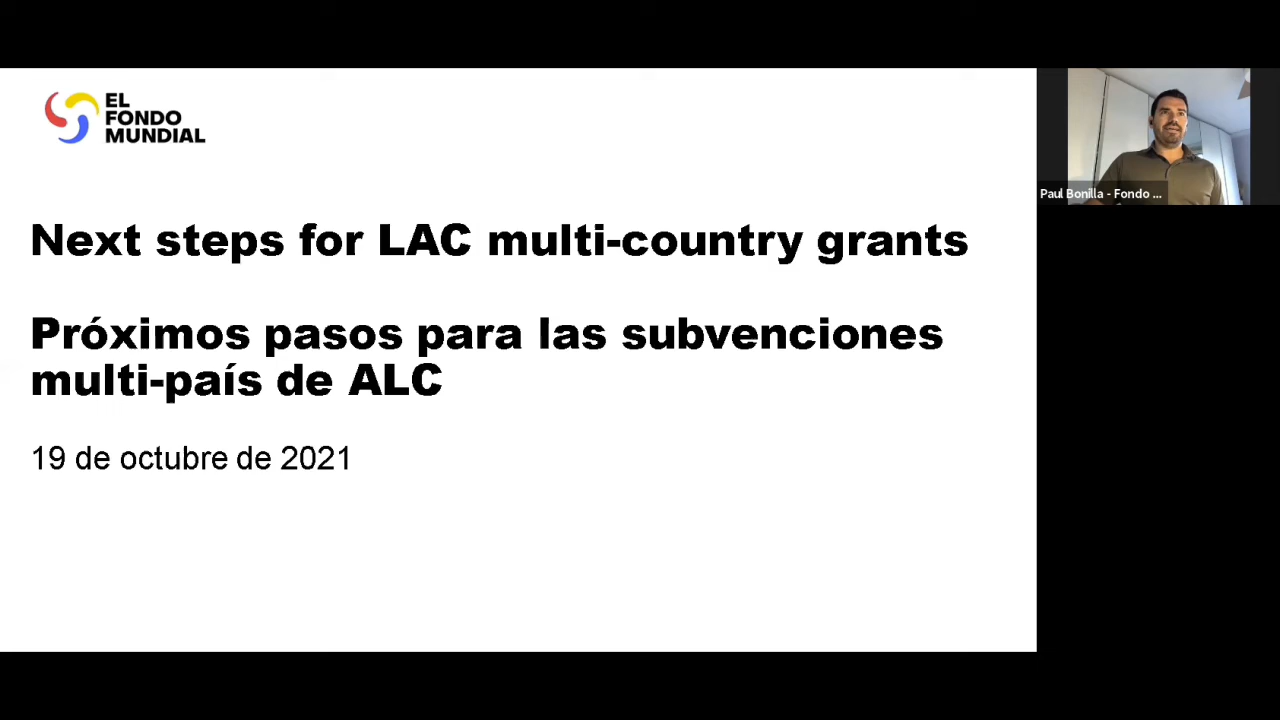 EL
FONDO
MUNDIAL
Next steps for LAC multi-country grants
Próximos pasos para las subvenciones
multi-país de ALC
19 de octubre de 2021
Paul Bonilla - Fondo ...